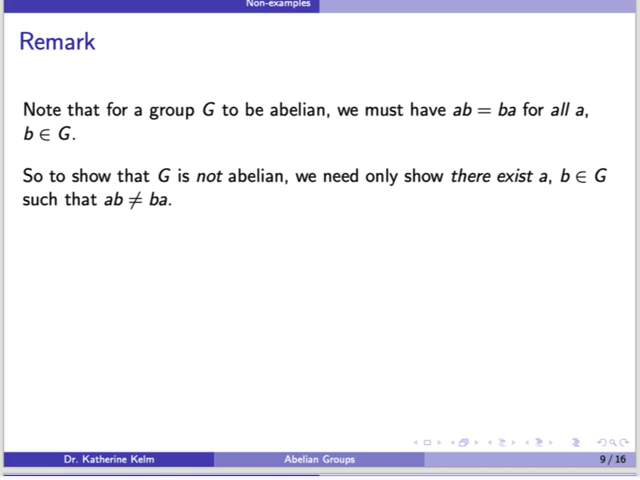 Non-examples
Remark
Note that for a group G to be abelian, we must have ab = ba for all a,
b ∈ G.
So to show that G is not abelian, we need only show there exist a, b ∈ G
such that ab ≠ ba.
Dr. Katherine Kelm
Abelian Groups
9 / 16